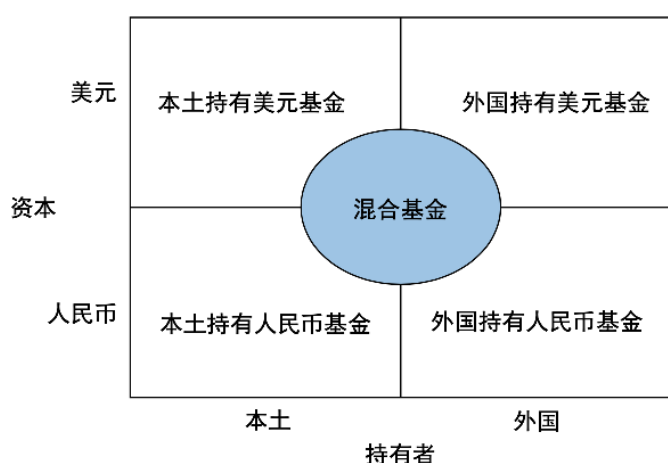 美元
本土持有美元基金
外国持有美元基金
资本
混合基金
人民币
本土持有人民币基金
外国持有人民币基金
本土
外国
持有者